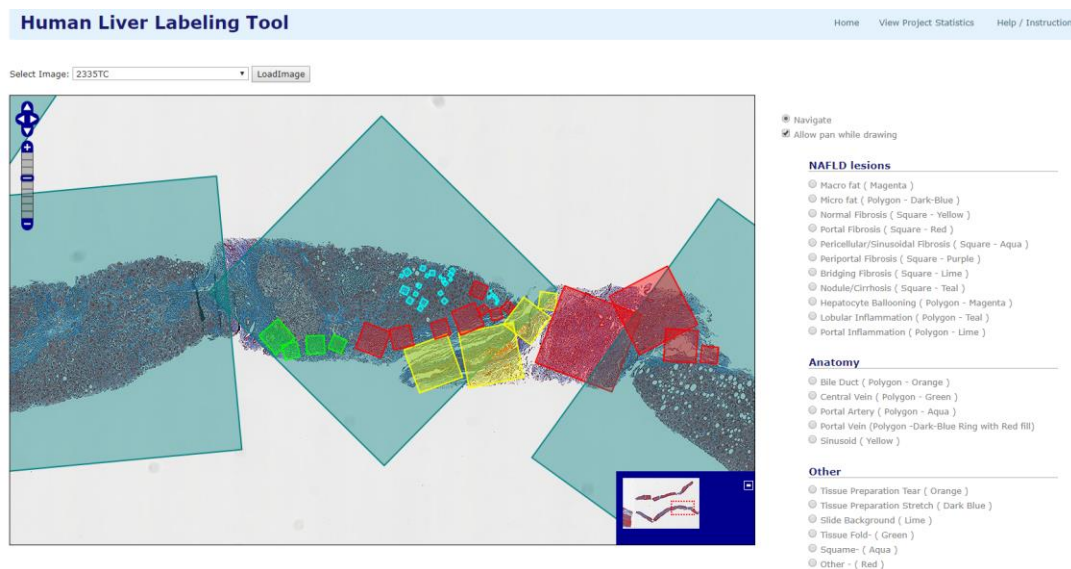 Human Liver Labeling Tool
Home View Project Statistics Help / Instruction
Select Image: 2335TC LoadImage
Navigate
Allow pan while drawing
NAFLD lesions
Macro fat ( Magenta )
Micro fat ( Polygon - Dark-Blue )
Normal Fibrosis ( Square - Yellow )
Portal Fibrosis ( Square - Red )
Pericellular/Sinusoidal Fibrosis ( Square - Aqua )
Periportal Fibrosis ( Square - Purple )
Bridging Fibrosis ( Square - Lime )
Nodule/Cirrhosis ( Square - Teal )
Hepatocyte Ballooning ( Polygon - Magenta )
Lobular Inflammation ( Polygon - Teal )
Portal Inflammation ( Polygon - Lime )
Anatomy
Bile Duct ( Polygon - Orange )
Central Vein ( Polygon - Green )
Portal Artery ( Polygon - Aqua )
Portal Vein (Polygon -Dark-Blue Ring with Red fill)
Sinusoid ( Yellow )
Other
Tissue Preparation Tear ( Orange )
Tissue Preparation Stretch ( Dark Blue )
Slide Background ( Lime )
Tissue Fold- ( Green )
Squame- ( Aqua )
Other - ( Red )